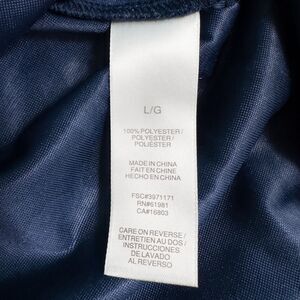 L/G
100% POLYESTER/
POLYESTER/
POLIÉSTER
MADE IN CHINA
FAIT EN CHINE
HECHO EN CHINA
FSC#3971171
RN#61981
CA#16803
CARE ON REVERSE/
ENTRETIEN AU DOS/
INSTRUCCIONES
DE LAVADO
AL REVERSO